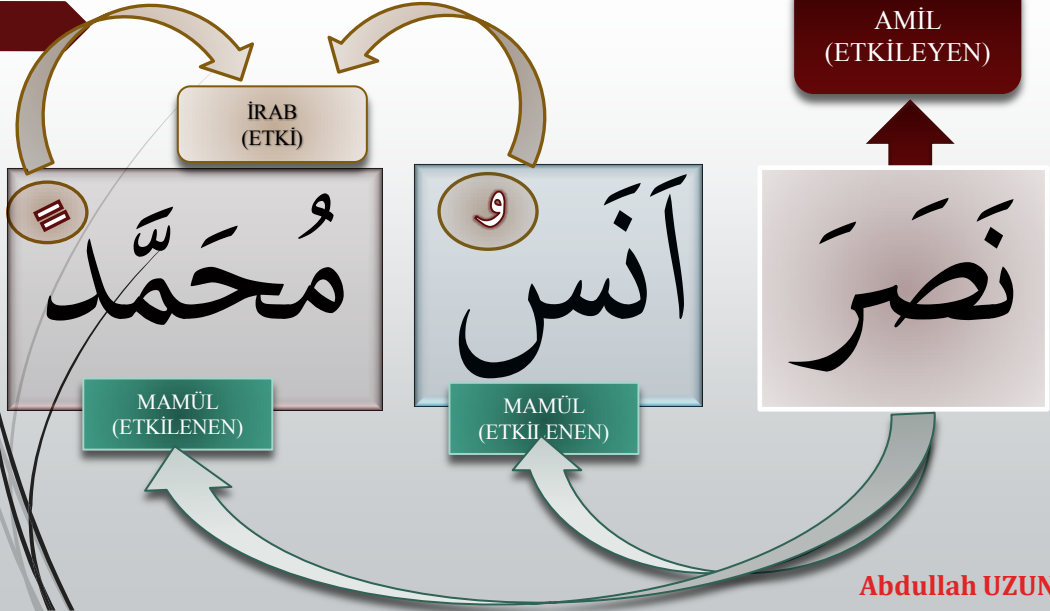 AMİL
(ETKİLEYEN)
İRAB
(ETKİ)
نَصَرَ
اَنَس
و
مُحَمَّد
=
MAMÜL
(ETKİLENEN)
MAMÜL
(ETKİLENEN)
Abdullah UZUN